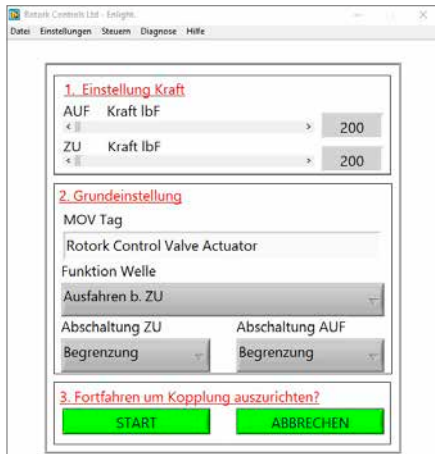 Rotork Controls Ltd - Enlight.
Datei Einstellungen Steuern Diagnose Hilfe
1. Einstellung Kraft
AUF Kraft lbF
200
ZU Kraft lbF
200
2. Grundeinstellung
MOV Tag
Rotork Control Valve Actuator
Funktion Welle
Ausfahren b. ZU
Abschaltung ZU Abschaltung AUF
Begrenzung Begrenzung
3. Fortfahren um Kopplung auszurichten?
START ABBRECHEN